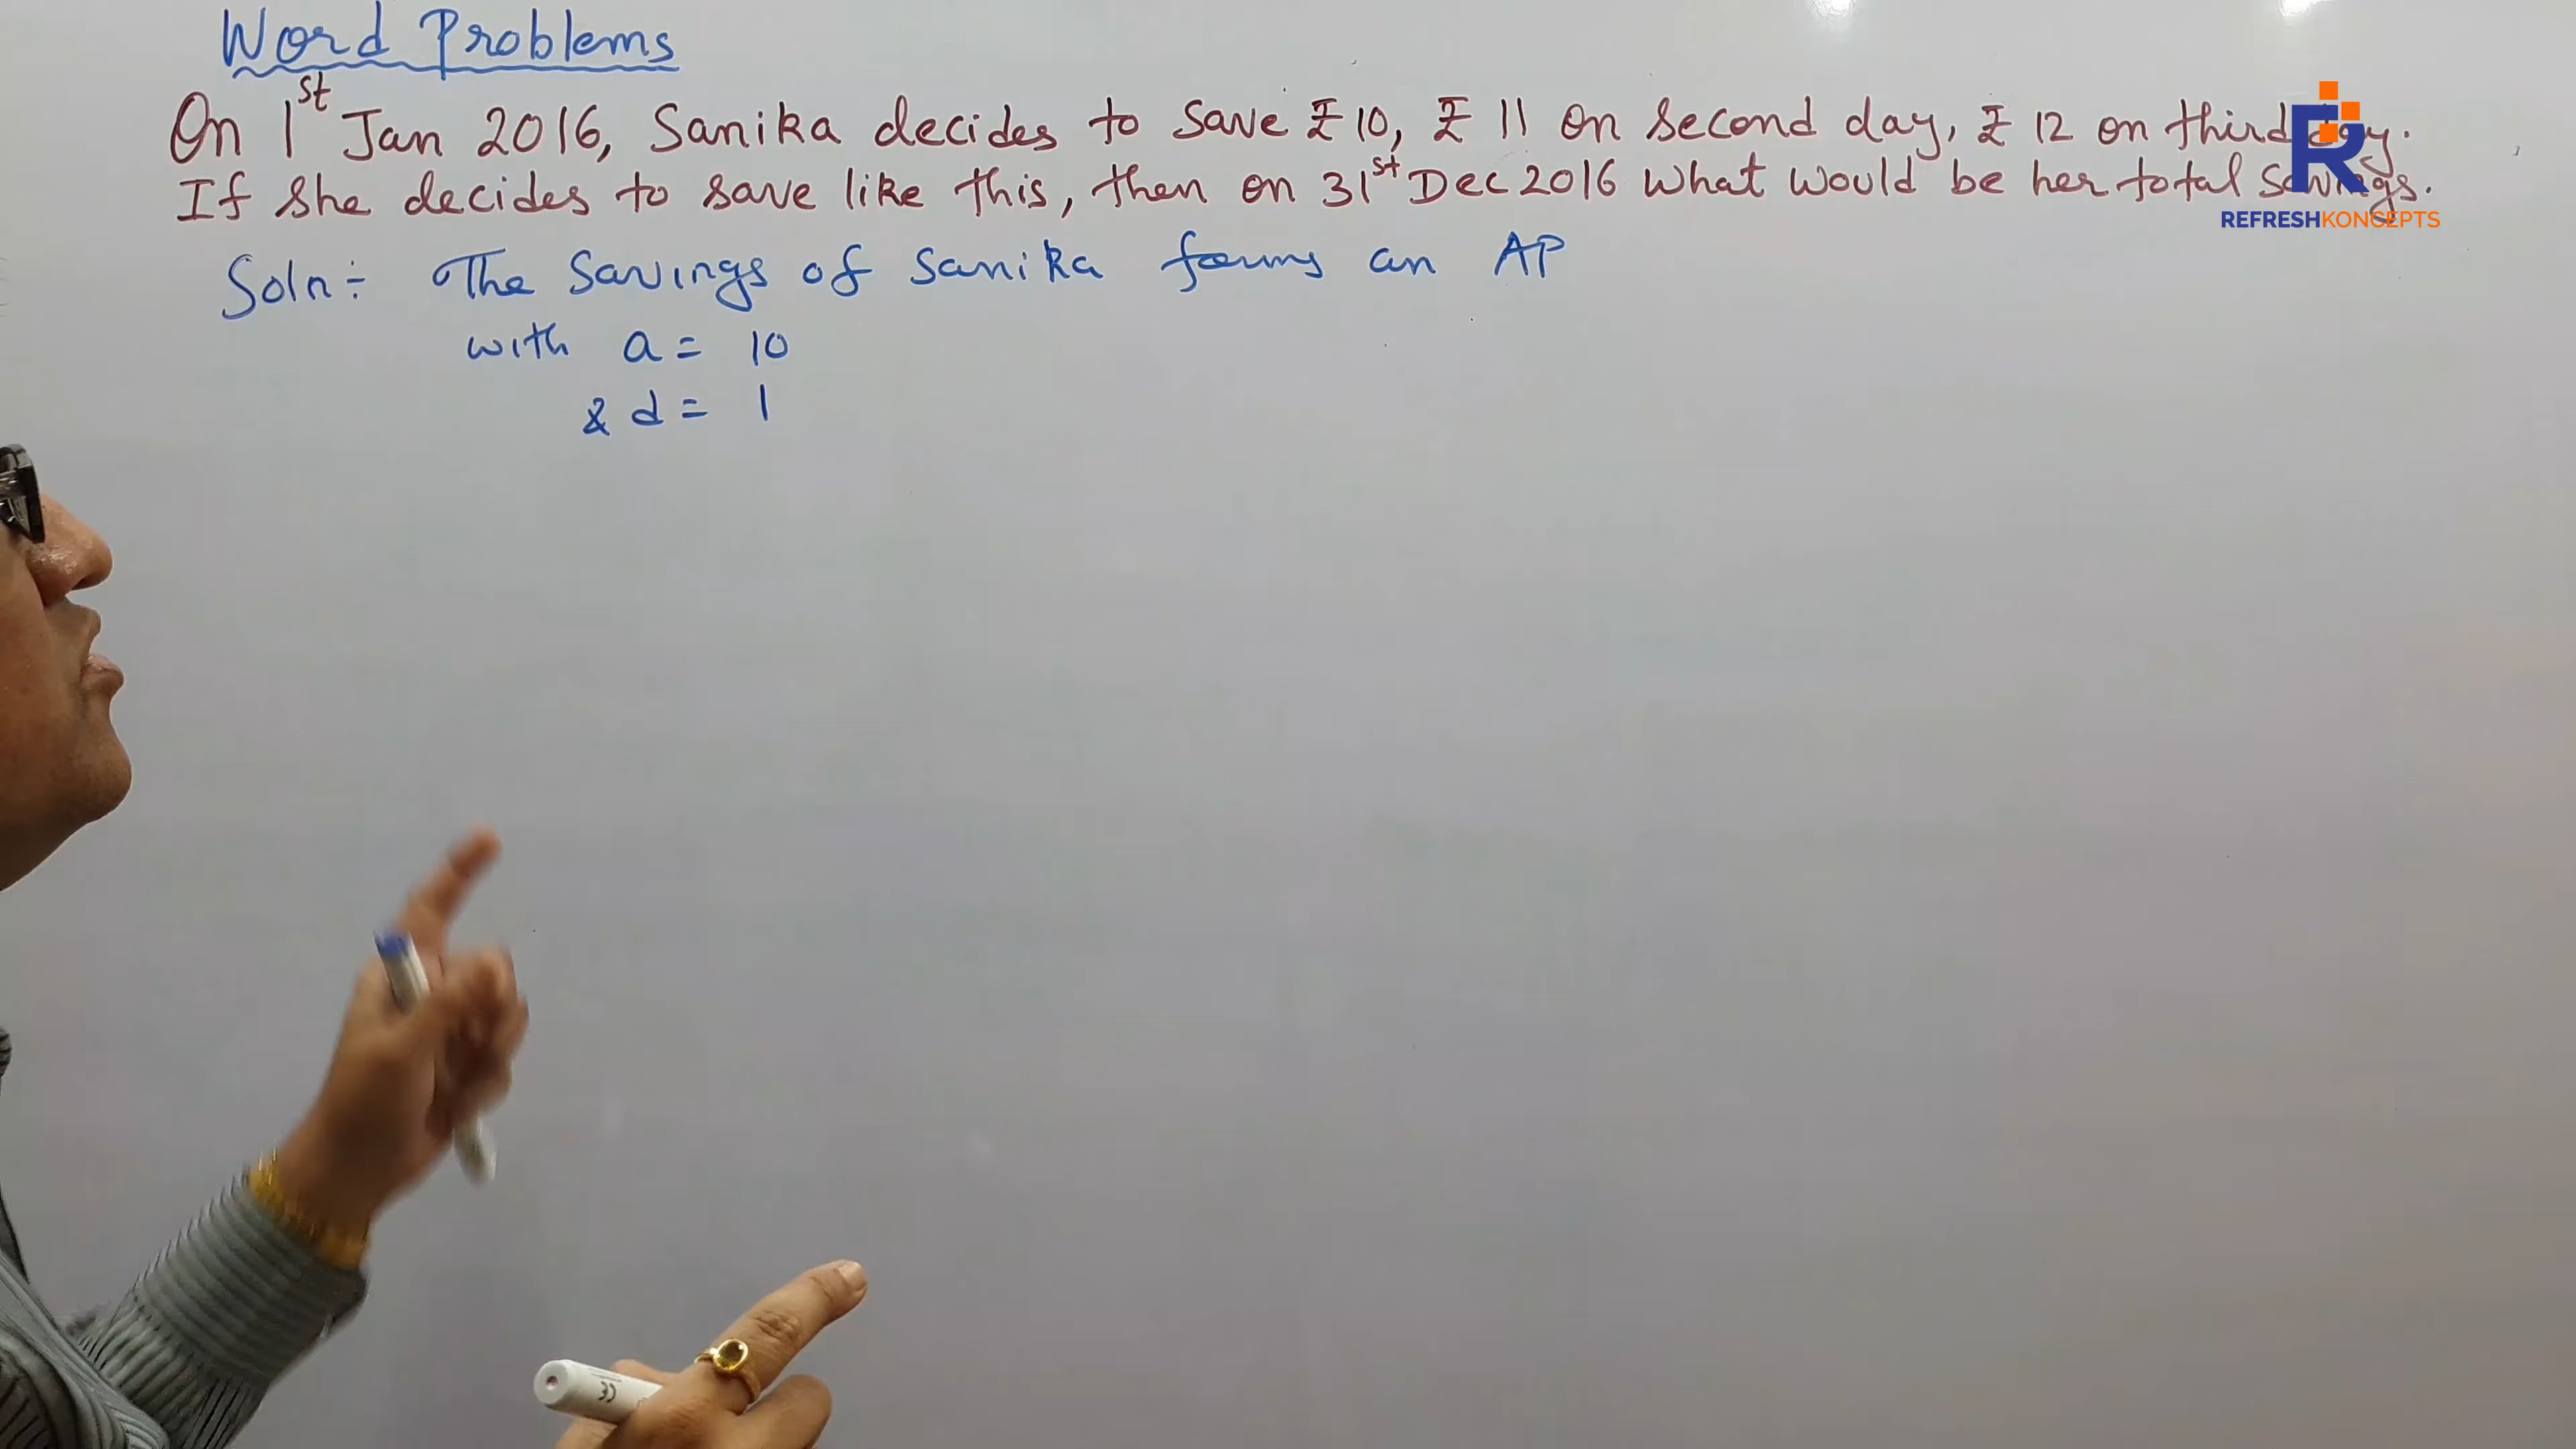 Word Problems
On 1st Jan 2016, Sanika decides to save ₹ 10, ₹ 11 on second day, ₹ 12 on third day.
If she decides to save like this, then on 31st Dec 2016 what would be her total savings.
REFRESHKONCEPTS
Soln ÷ The Savings of Sanika forms an AP
with a = 10
& d = 1